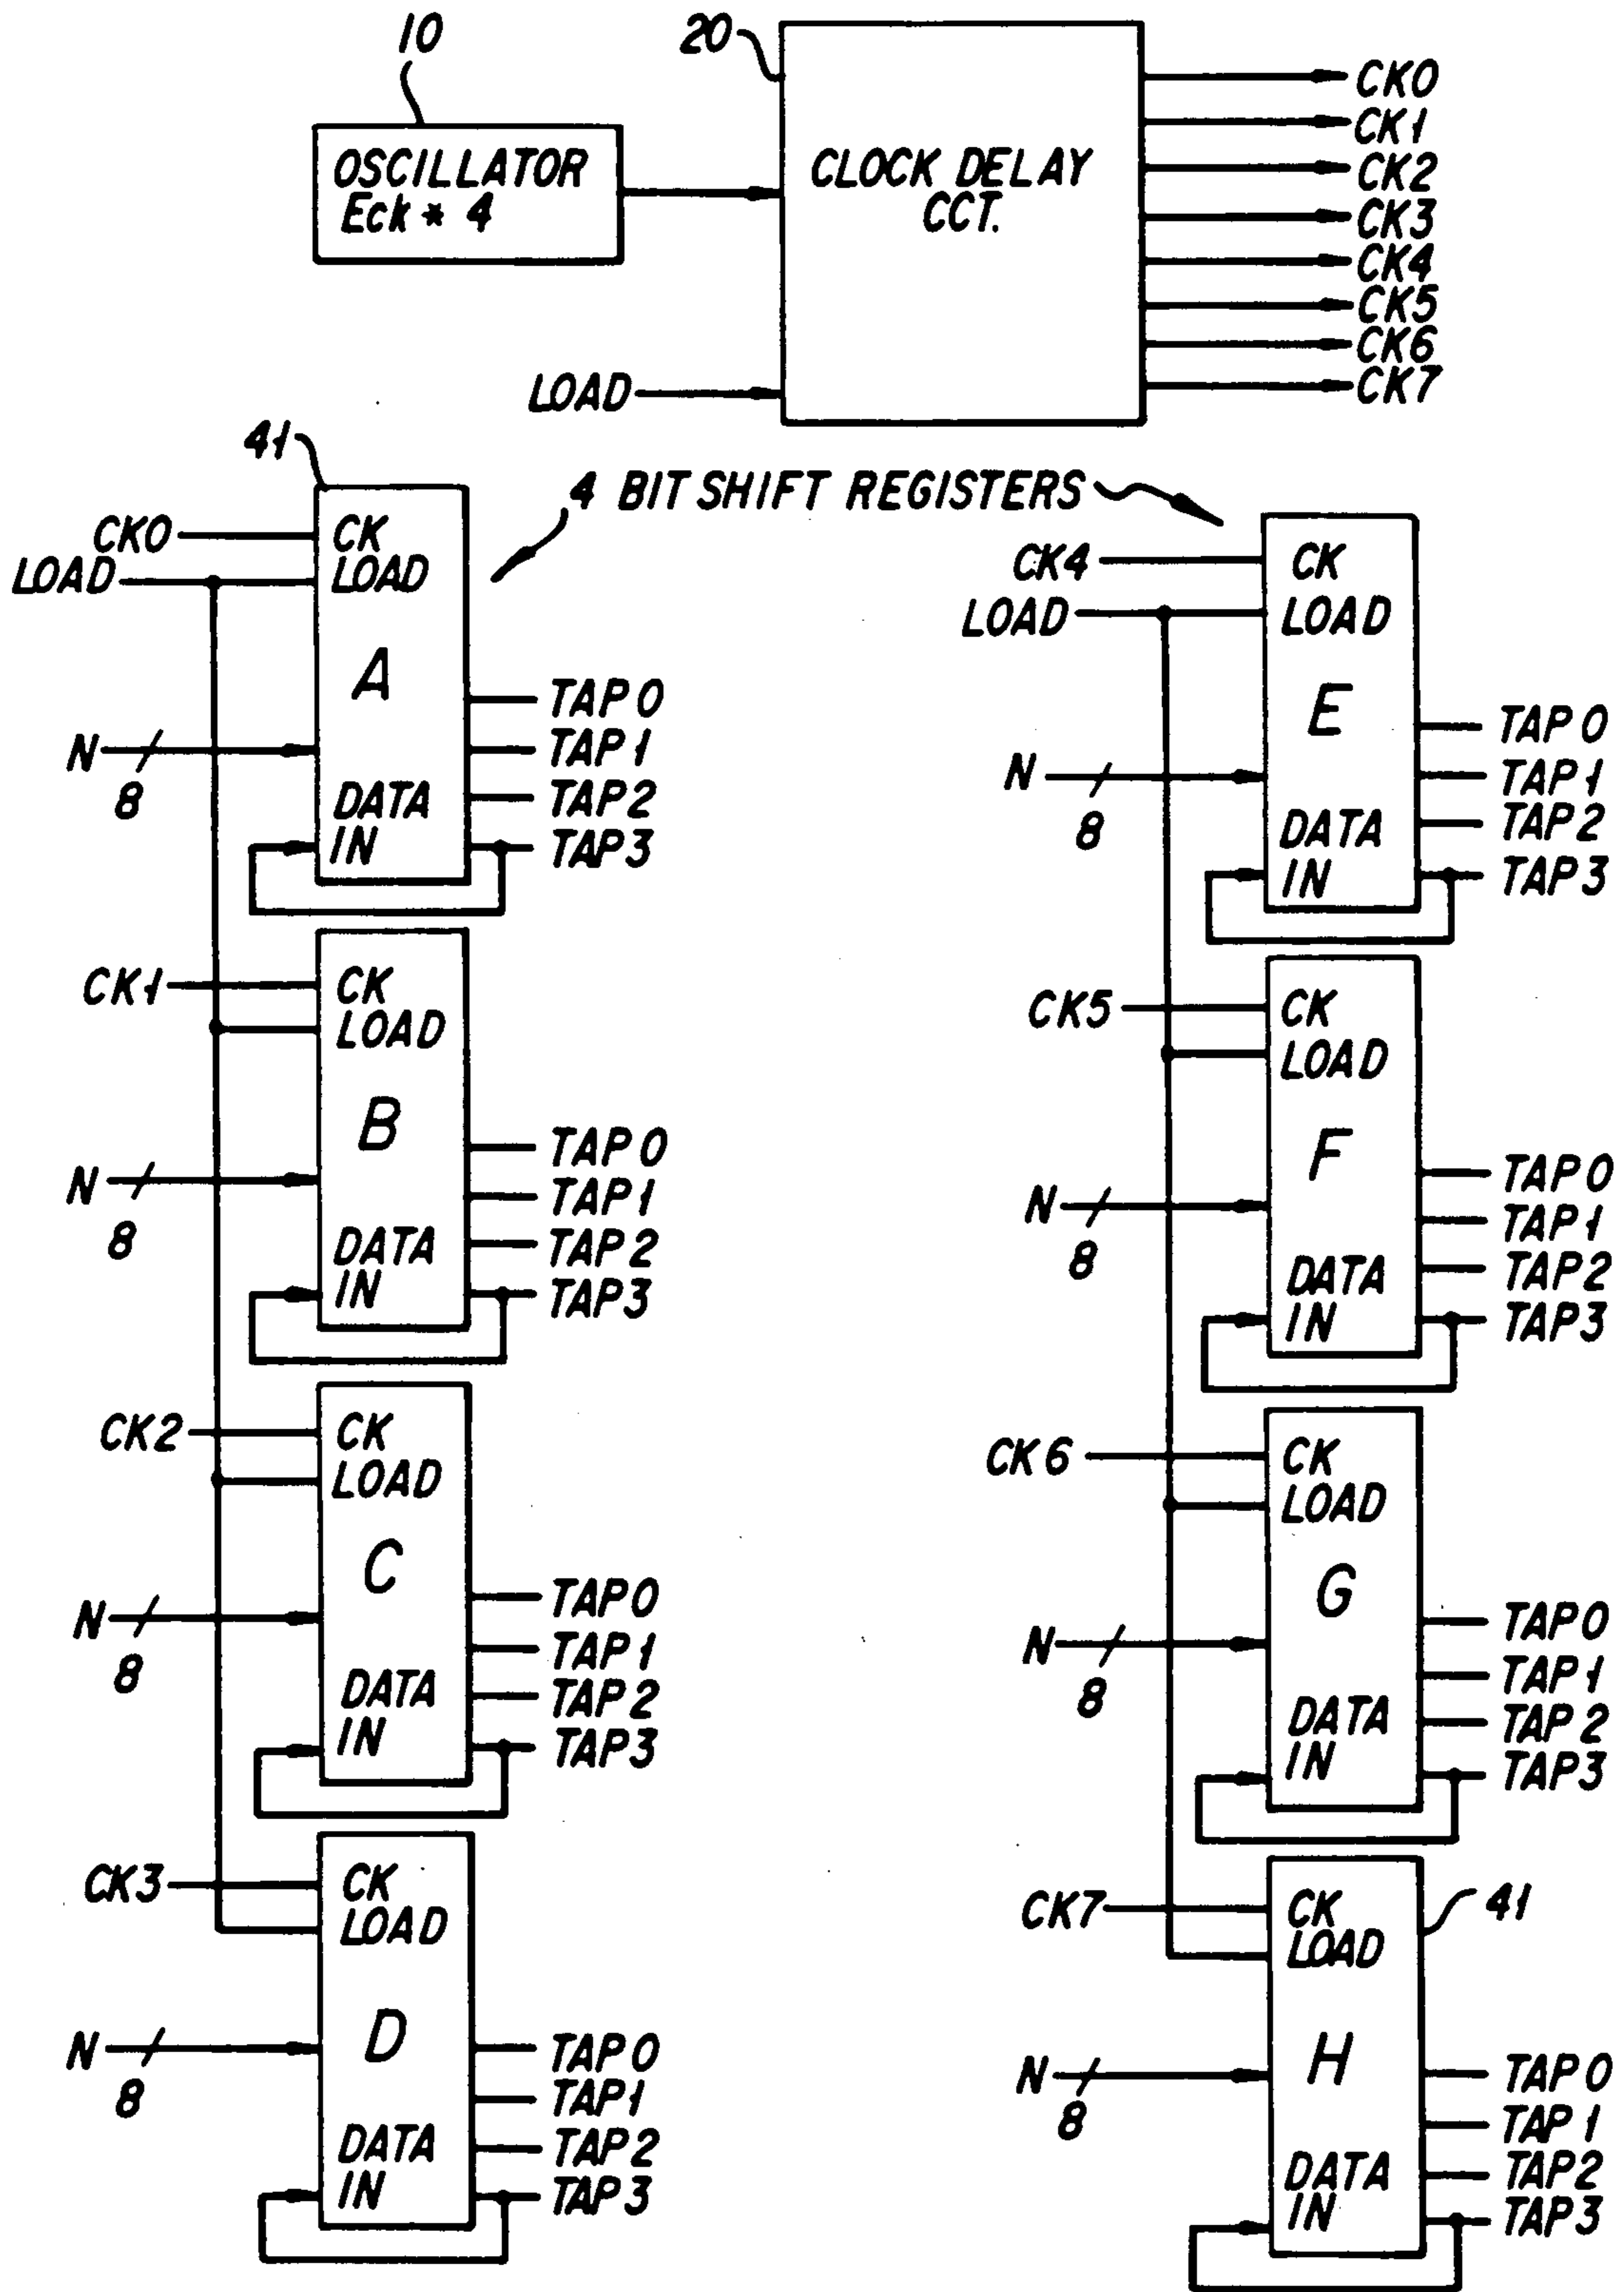 10
20
OSCILLATOR
Eck * 4
CLOCK DELAY
CCT.
CK0
CK1
CK2
CK3
CK4
CK5
CK6
CK7
LOAD
4 BIT SHIFT REGISTERS
41
CK0
LOAD
CK
LOAD
A
N
8
DATA
IN
TAP 0
TAP 1
TAP 2
TAP 3
CK1
CK
LOAD
B
N
8
DATA
IN
TAP 0
TAP 1
TAP 2
TAP 3
CK2
CK
LOAD
C
N
8
DATA
IN
TAP 0
TAP 1
TAP 2
TAP 3
CK3
CK
LOAD
D
N
8
DATA
IN
TAP 0
TAP 1
TAP 2
TAP 3
CK4
LOAD
CK
LOAD
E
N
8
DATA
IN
TAP 0
TAP 1
TAP 2
TAP 3
CK5
CK
LOAD
F
N
8
DATA
IN
TAP 0
TAP 1
TAP 2
TAP 3
CK6
CK
LOAD
G
N
8
DATA
IN
TAP 0
TAP 1
TAP 2
TAP 3
CK7
CK
LOAD
41
H
N
8
DATA
IN
TAP 0
TAP 1
TAP 2
TAP 3